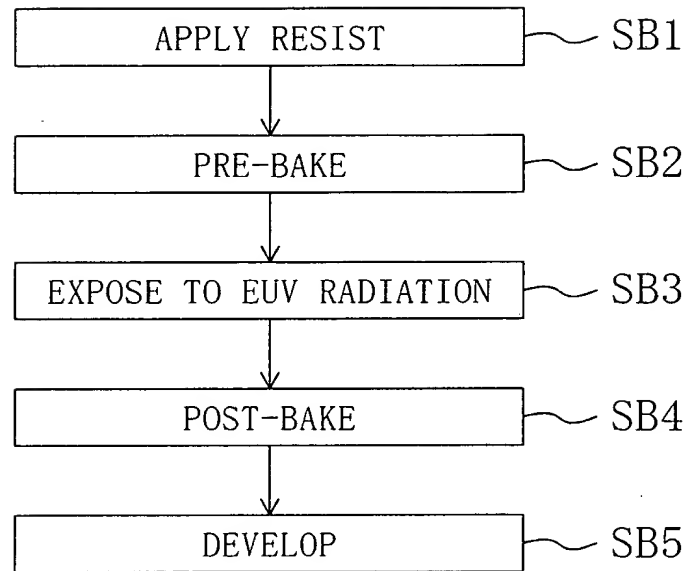 APPLY RESIST SB1
PRE-BAKE SB2
EXPOSE TO EUV RADIATION SB3
POST-BAKE SB4
DEVELOP SB5